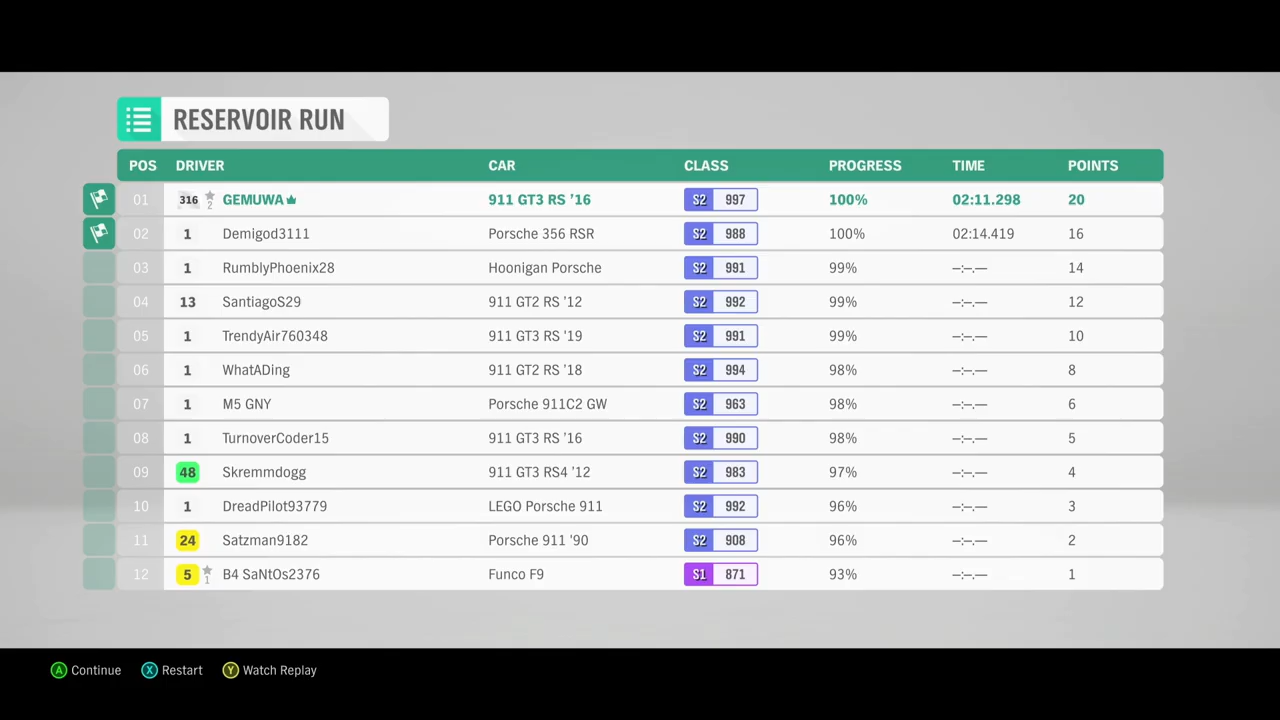 RESERVOIR RUN
POS DRIVER CAR CLASS PROGRESS TIME POINTS
01 316 2 GEMUWA 911 GT3 RS '16 S2 997 100% 02:11.298 20
02 1 Demigod3111 Porsche 356 RSR S2 988 100% 02:14.419 16
03 1 RumblyPhoenix28 Hoonigan Porsche S2 991 99% –:–.–– 14
04 13 SantiagoS29 911 GT2 RS '12 S2 992 99% –:–.–– 12
05 1 TrendyAir760348 911 GT3 RS '19 S2 991 99% –:–.–– 10
06 1 WhatADing 911 GT2 RS '18 S2 994 98% –:–.–– 8
07 1 M5 GNY Porsche 911C2 GW S2 963 98% –:–.–– 6
08 1 TurnoverCoder15 911 GT3 RS '16 S2 990 98% –:–.–– 5
09 48 Skremmdogg 911 GT3 RS4 '12 S2 983 97% –:–.–– 4
10 1 DreadPilot93779 LEGO Porsche 911 S2 992 96% –:–.–– 3
11 24 Satzman9182 Porsche 911 '90 S2 908 96% –:–.–– 2
12 5 1 B4 SaNtOs2376 Funco F9 S1 871 93% –:–.–– 1
A Continue X Restart Y Watch Replay